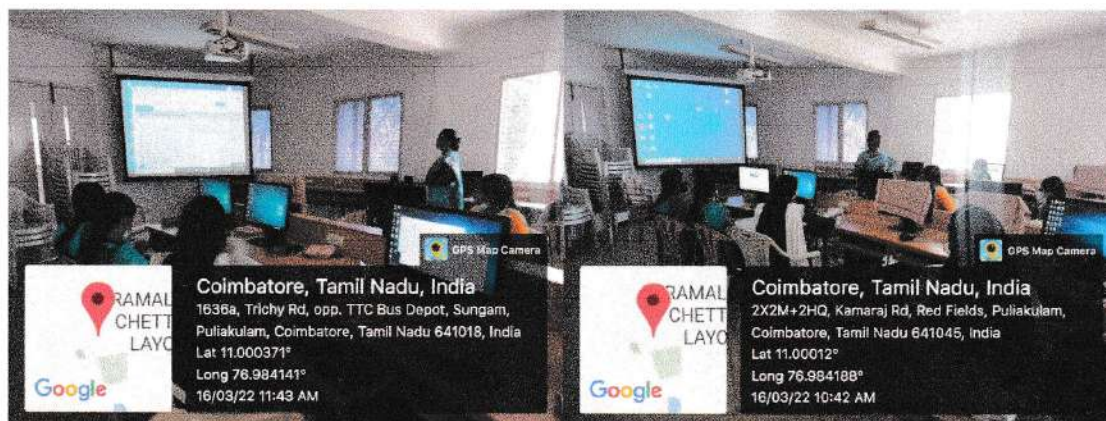 GPS Map Camera
RAMAL
CHETT
LAYO
Google
Coimbatore, Tamil Nadu, India
1636a, Trichy Rd, opp. TTC Bus Depot, Sungam,
Puliakulam, Coimbatore, Tamil Nadu 641018, India
Lat 11.000371°
Long 76.984141°
16/03/22 11:43 AM
GPS Map Camera
RAMAL
CHETT
LAYO
Google
Coimbatore, Tamil Nadu, India
2X2M+2HQ, Kamaraj Rd, Red Fields, Puliakulam,
Coimbatore, Tamil Nadu 641045, India
Lat 11.00012°
Long 76.984188°
16/03/22 10:42 AM